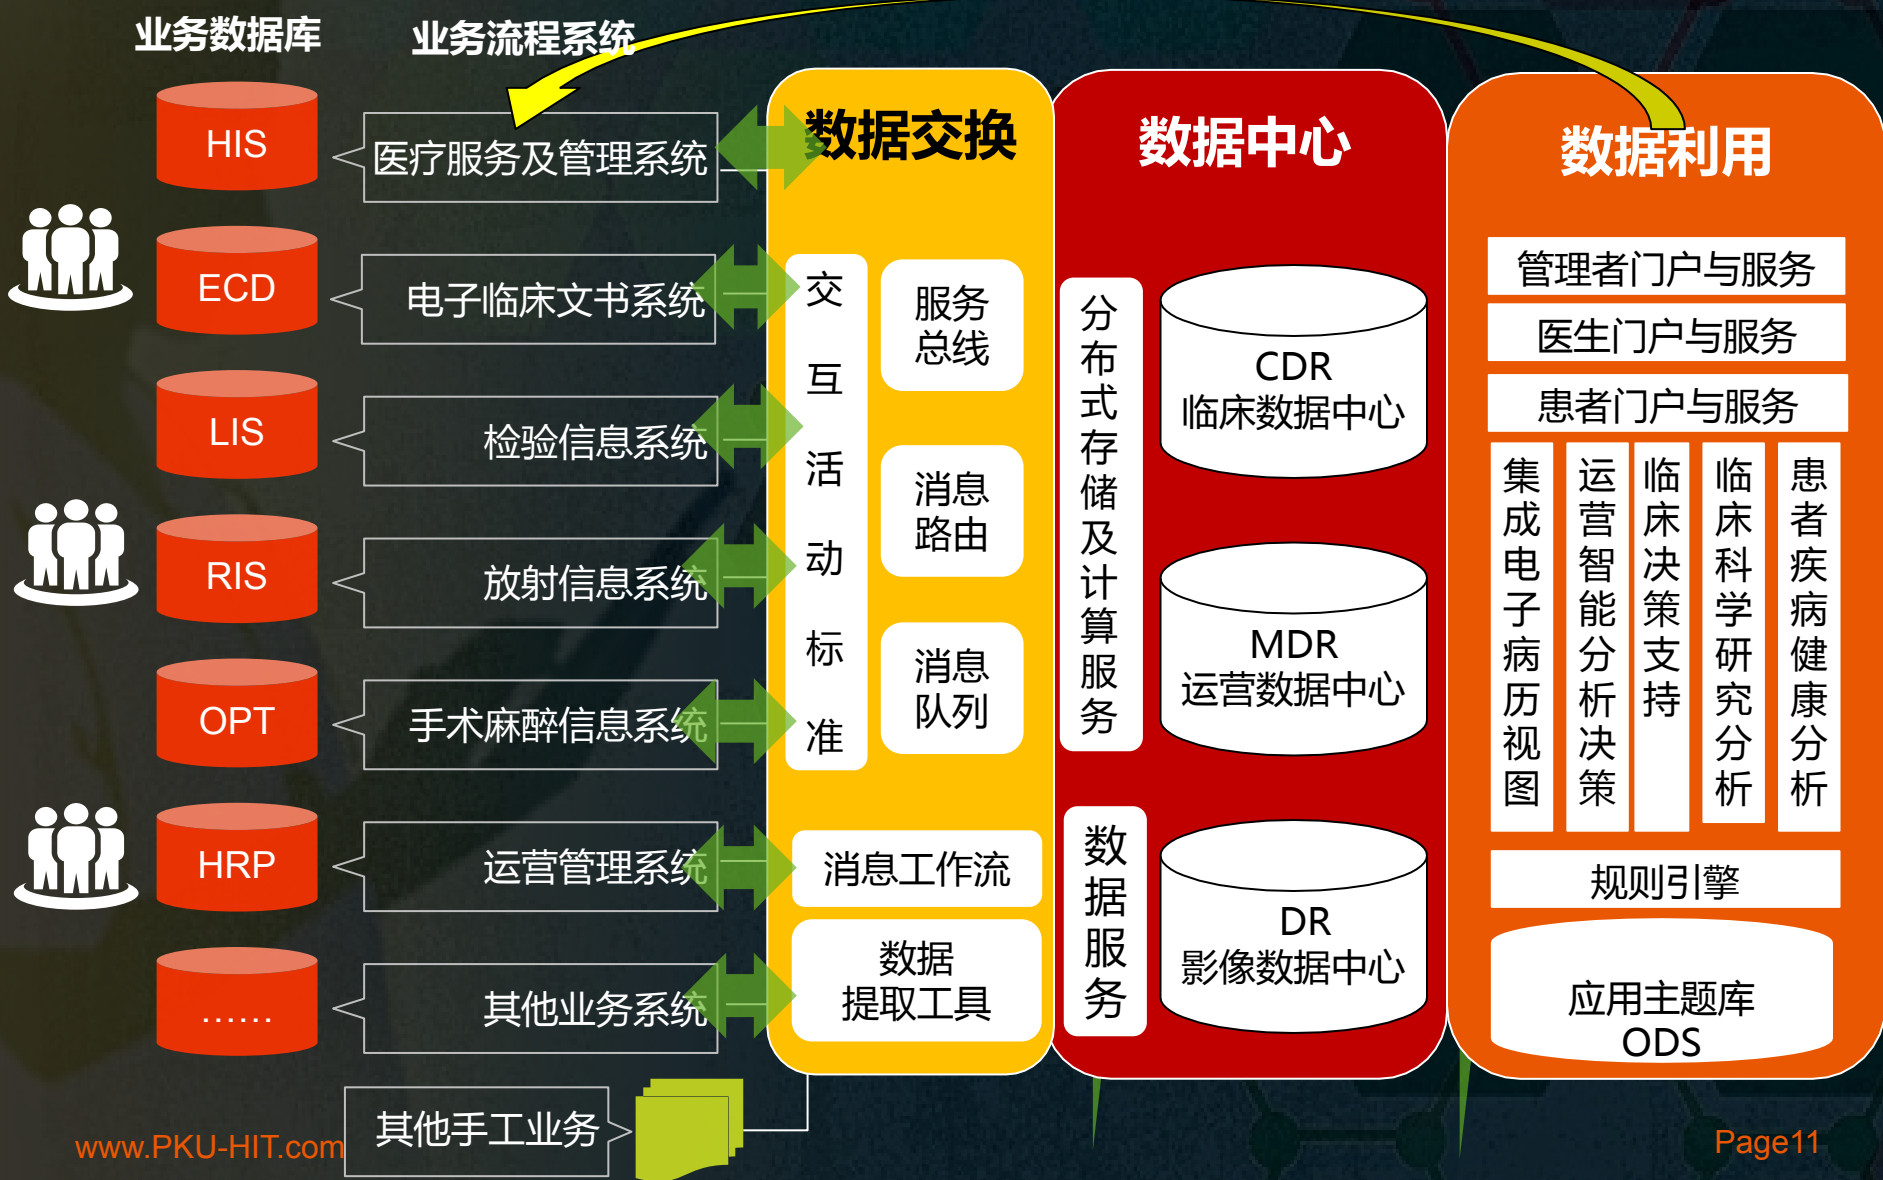 业务数据库
业务流程系统
HIS
医疗服务及管理系统
ECD
电子临床文书系统
LIS
检验信息系统
RIS
放射信息系统
OPT
手术麻醉信息系统
HRP
运营管理系统
……
其他业务系统
其他手工业务
数据交换
交互活动标准
服务
总线
消息
路由
消息
队列
消息工作流
数据
提取工具
数据中心
分布式存储及计算服务
数据服务
CDR
临床数据中心
MDR
运营数据中心
DR
影像数据中心
数据利用
管理者门户与服务
医生门户与服务
患者门户与服务
集成电子病历视图
运营智能分析决策
临床决策支持
临床科学研究分析
患者疾病健康分析
规则引擎
应用主题库
ODS
www.PKU-HIT.com
Page11